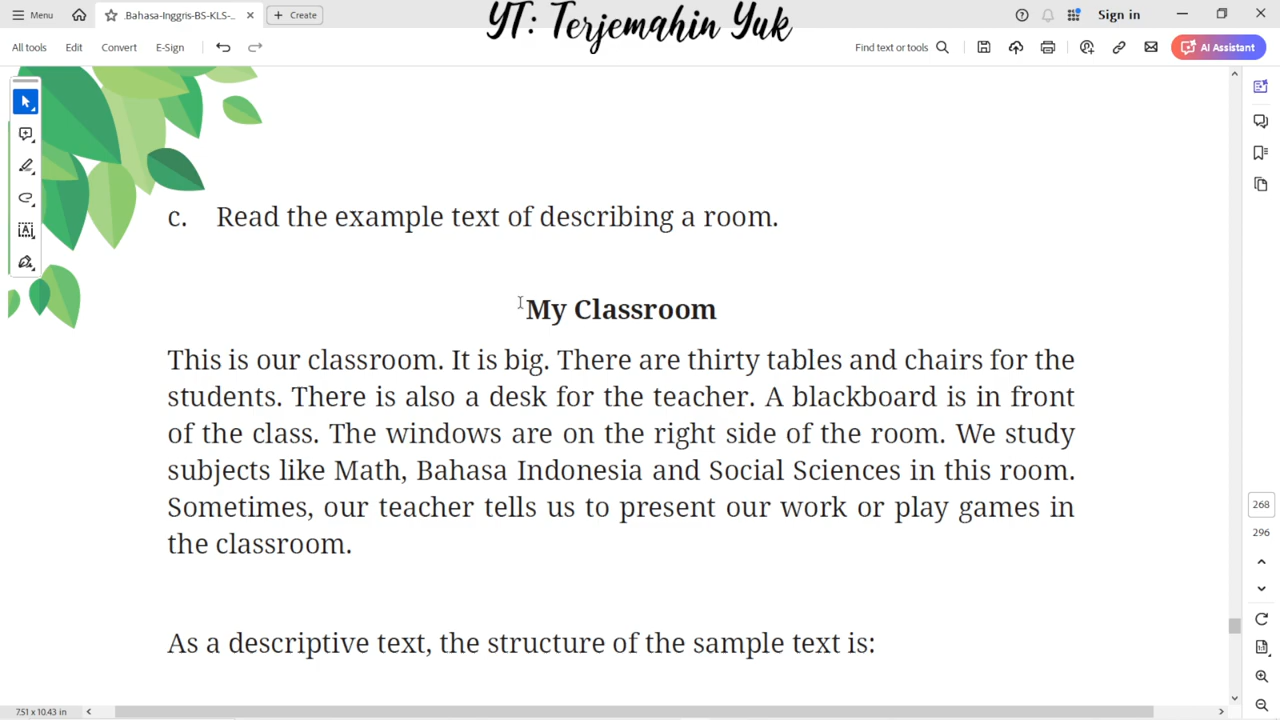 Menu
.Bahasa-Inggris-BS-KLS-...
Create
YT: Terjemahin Yuk
Sign in
All tools
Edit
Convert
E-Sign
Find text or tools
AI Assistant
c. Read the example text of describing a room.
My Classroom
This is our classroom. It is big. There are thirty tables and chairs for the
students. There is also a desk for the teacher. A blackboard is in front
of the class. The windows are on the right side of the room. We study
subjects like Math, Bahasa Indonesia and Social Sciences in this room.
Sometimes, our teacher tells us to present our work or play games in
the classroom.
As a descriptive text, the structure of the sample text is:
268
296
7.51 x 10.43 in